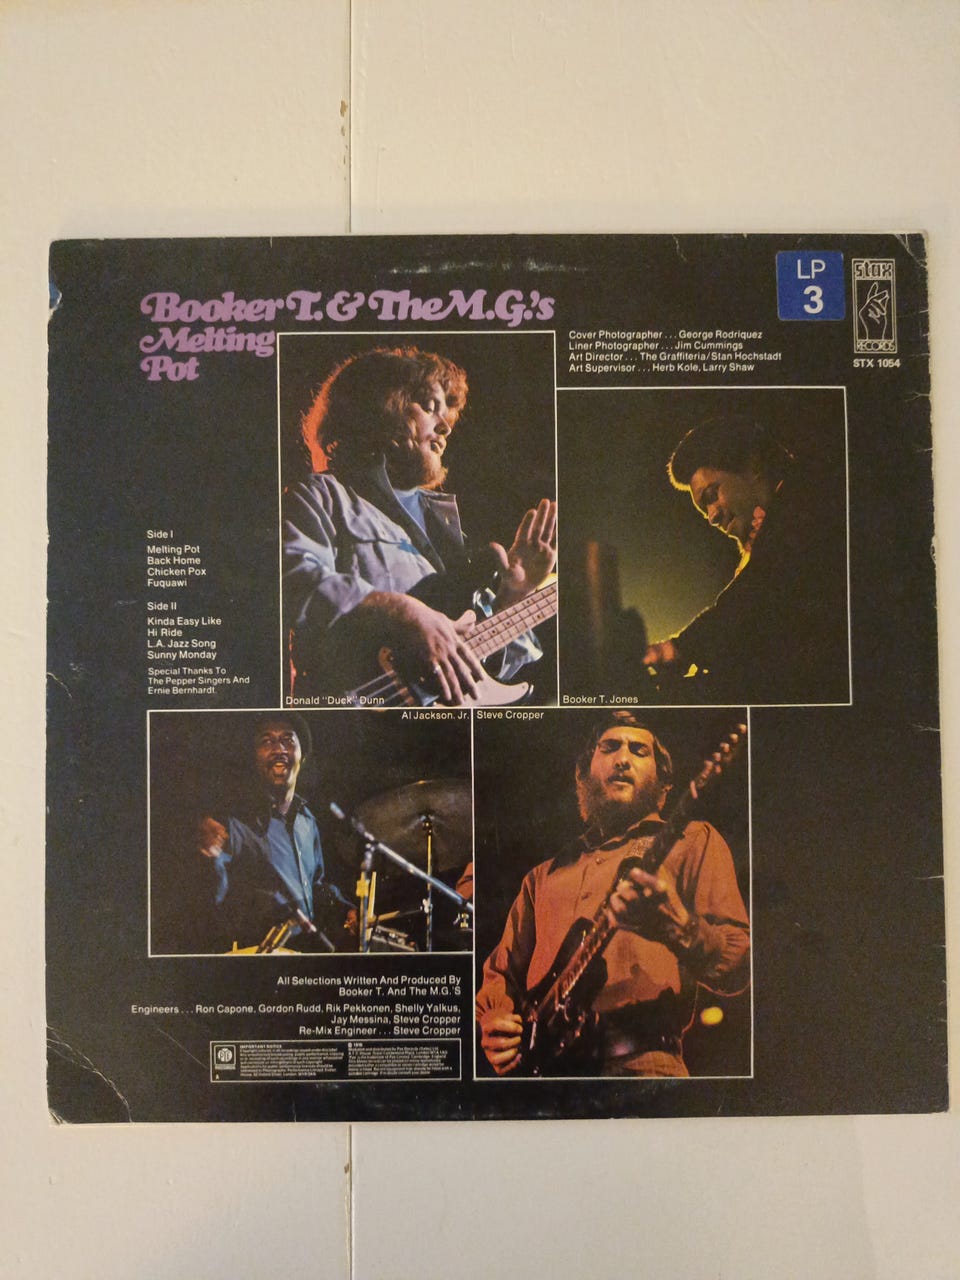 Booker T. & The M.G.'s
Melting
Pot
LP
3
stax
RECORDS
STX 1054
Cover Photographer . . . George Rodriquez
Liner Photographer . . . Jim Cummings
Art Director . . . The Graffiteria/Stan Hochstadt
Art Supervisor . . . Herb Kole, Larry Shaw
Side I
Melting Pot
Back Home
Chicken Pox
Fuquawi
Side II
Kinda Easy Like
Hi Ride
L.A. Jazz Song
Sunny Monday
Special Thanks To
The Pepper Singers And
Ernie Bernhardt.
Donald "Duck" Dunn
Booker T. Jones
Al Jackson. Jr.
Steve Cropper
All Selections Written And Produced By
Booker T. And The M.G.'S
Engineers . . . Ron Capone, Gordon Rudd, Rik Pekkonen, Shelly Yalkus,
Jay Messina, Steve Cropper
Re-Mix Engineer . . . Steve Cropper
PYE
RECORDS
IMPORTANT NOTICE